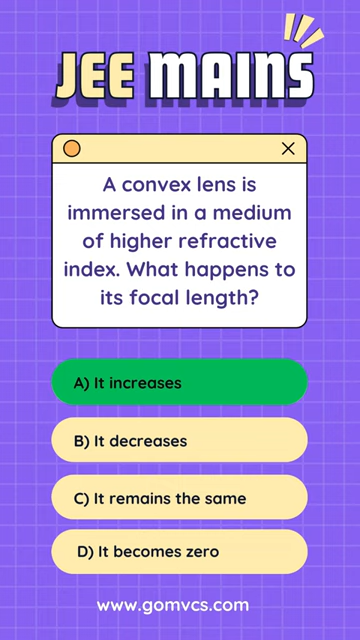 JEE MAINS
A convex lens is
immersed in a medium
of higher refractive
index. What happens to
its focal length?
A) It increases
B) It decreases
C) It remains the same
D) It becomes zero
www.gomvcs.com